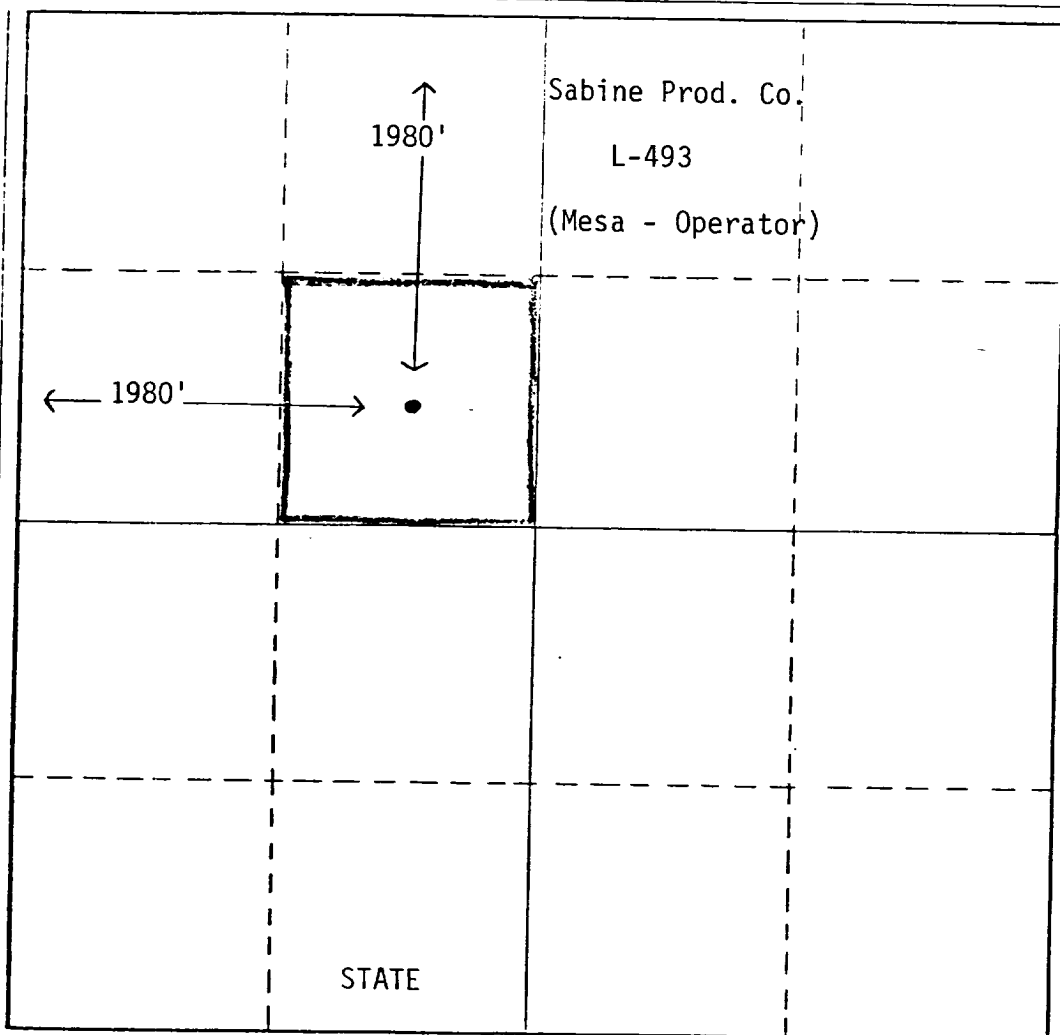 Sabine Prod. Co.
1980'
L-493
(Mesa - Operator)
1980'
STATE